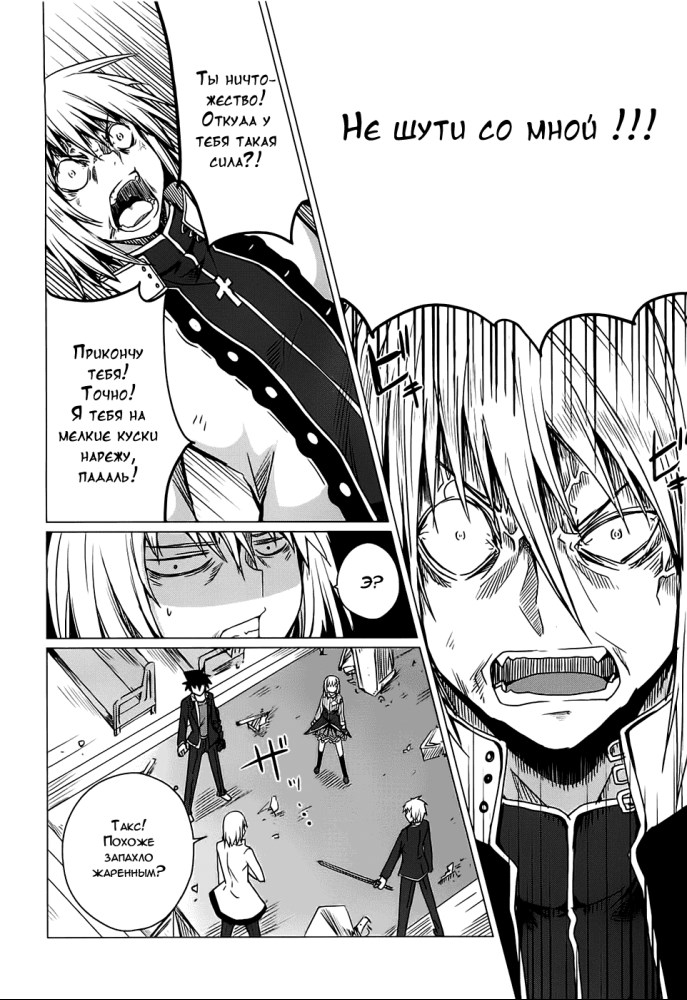 Не шути со мной !!!
Ты ничто-
жество!
Откуда у
тебя такая
сила?!
Прикончу
тебя!
Точно!
Я тебя на
мелкие куски
нарежу,
падаль!
Э?
Такс!
Похоже
запахло
жаренным?